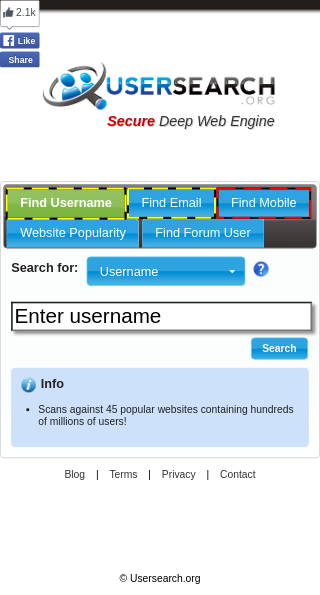 2.1k
Like
Share
USERSEARCH
.ORG
Secure Deep Web Engine
Find Username Find Email Find Mobile
Website Popularity Find Forum User
Search for: Username ?
Enter username
Search
i Info
• Scans against 45 popular websites containing hundreds
of millions of users!
Blog | Terms | Privacy | Contact
© Usersearch.org